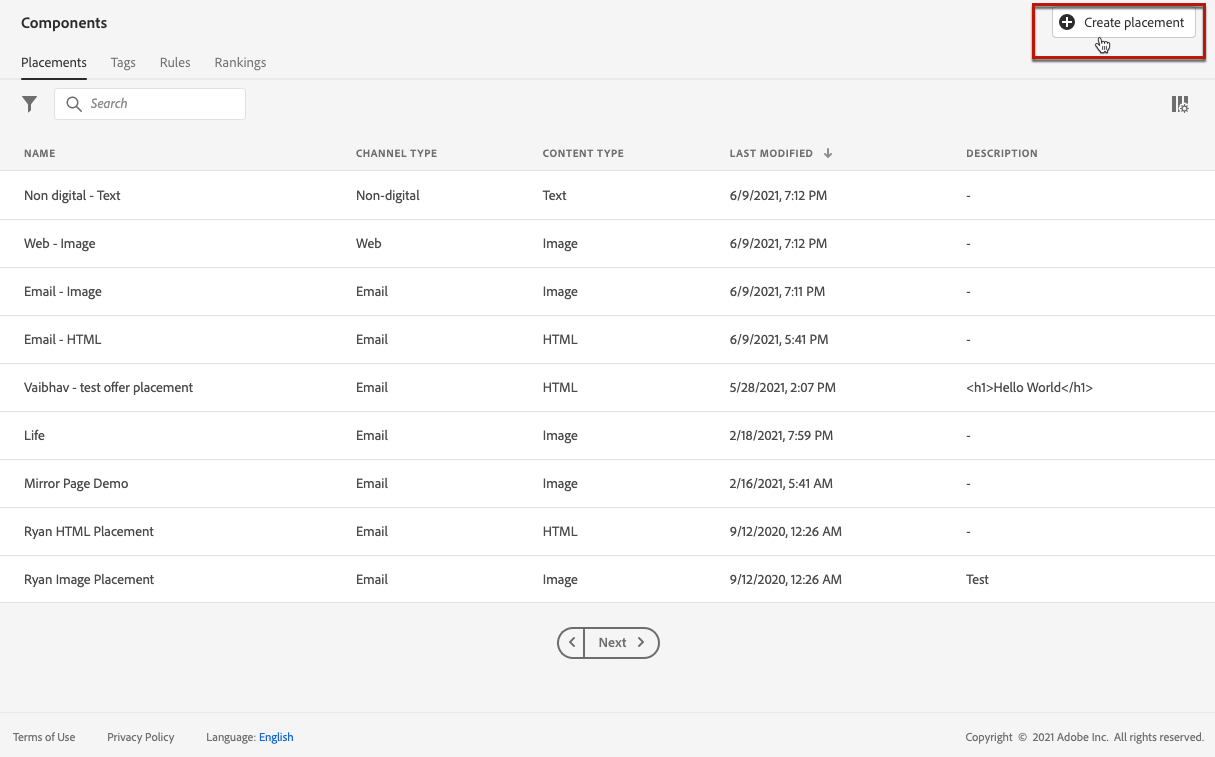 Components
Create placement
Placements Tags Rules Rankings
Search
NAME CHANNEL TYPE CONTENT TYPE LAST MODIFIED DESCRIPTION
Non digital - Text Non-digital Text 6/9/2021, 7:12 PM -
Web - Image Web Image 6/9/2021, 7:12 PM -
Email - Image Email Image 6/9/2021, 7:11 PM -
Email - HTML Email HTML 6/9/2021, 5:41 PM -
Vaibhav - test offer placement Email HTML 5/28/2021, 2:07 PM <h1>Hello World</h1>
Life Email Image 2/18/2021, 7:59 PM -
Mirror Page Demo Email Image 2/16/2021, 5:41 AM -
Ryan HTML Placement Email HTML 9/12/2020, 12:26 AM -
Ryan Image Placement Email Image 9/12/2020, 12:26 AM Test
Next
Terms of Use Privacy Policy Language: English Copyright © 2021 Adobe Inc. All rights reserved.